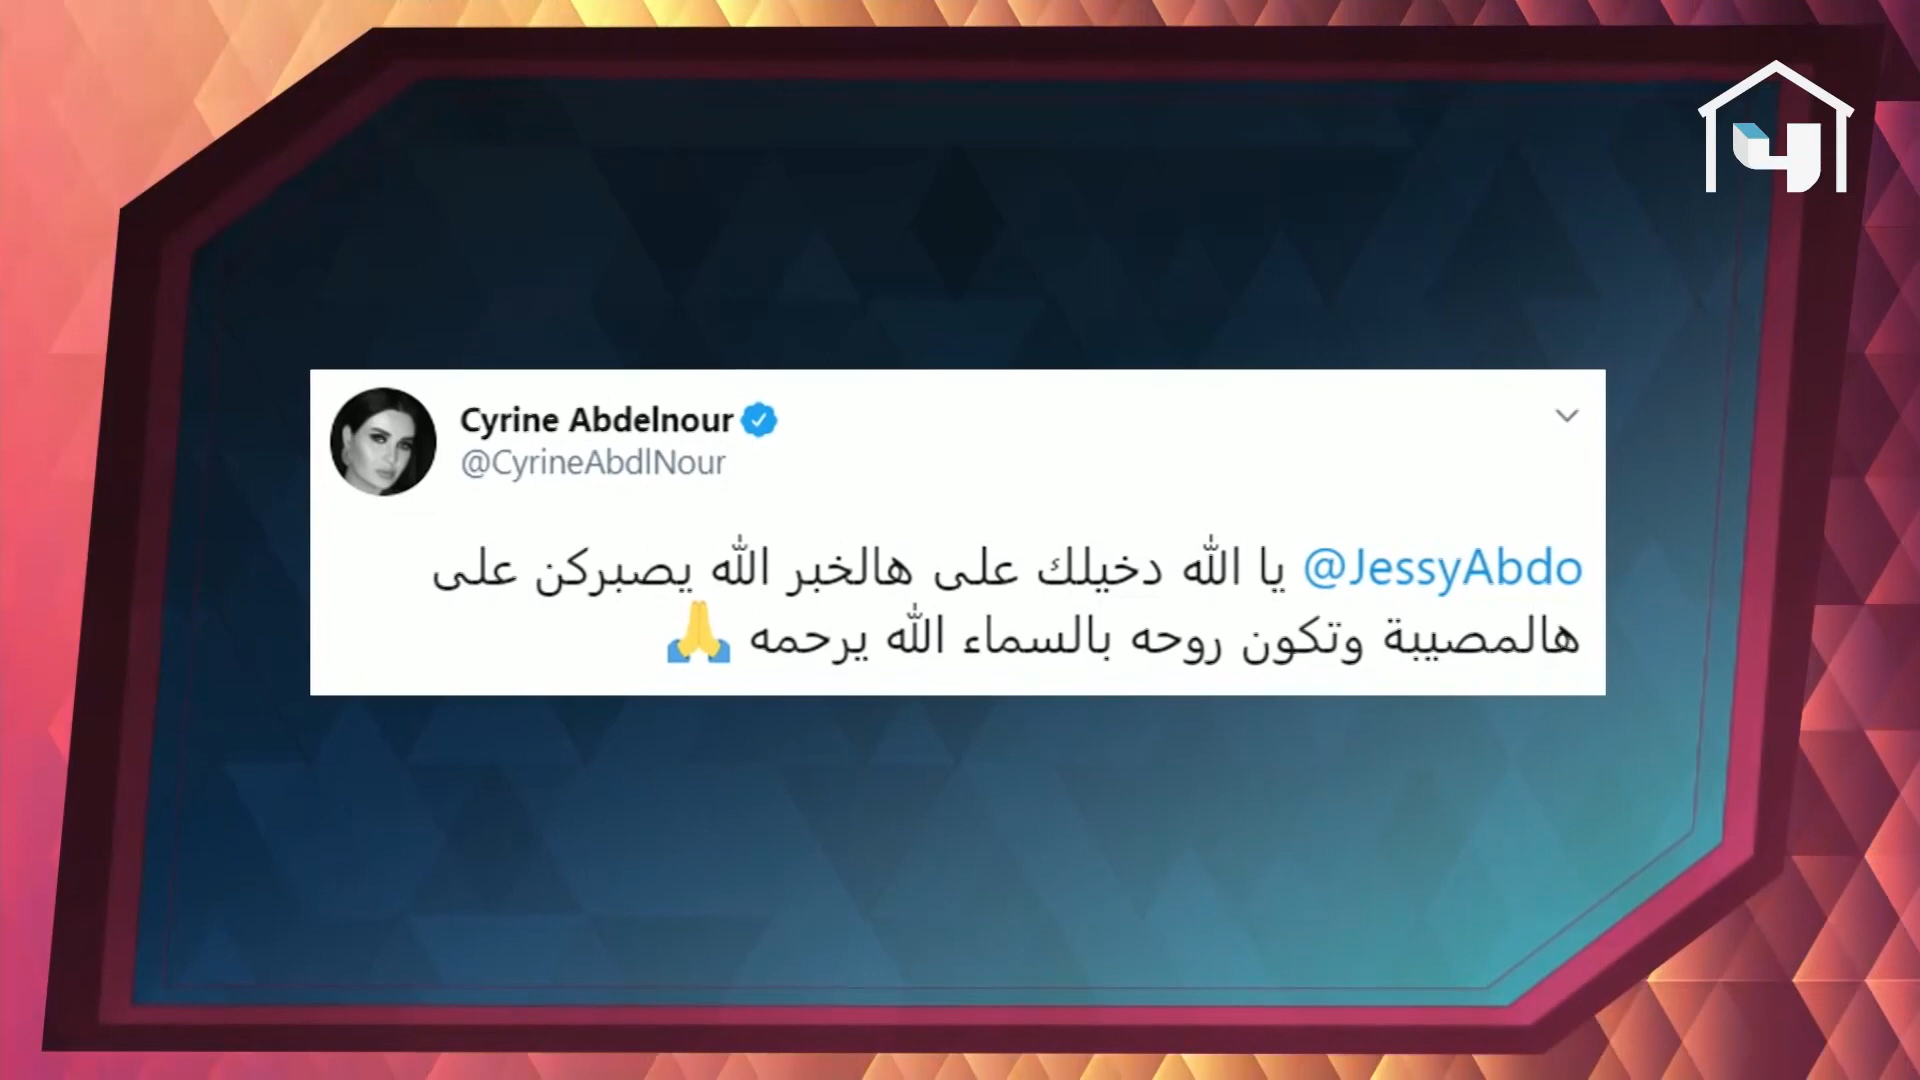 Cyrine Abdelnour
@CyrineAbdlNour
@JessyAbdo يا الله دخيلك على هالخبر الله يصبركن على
هالمصيبة وتكون روحه بالسماء الله يرحمه 🙏